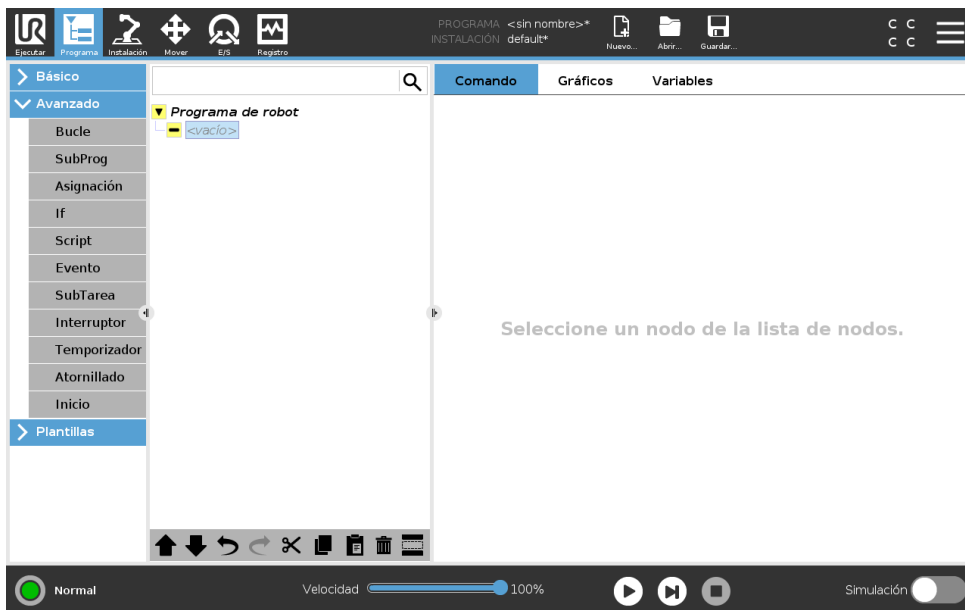 Ejecutar
Programa
Instalación
Mover
E/S
Registro
PROGRAMA <sin nombre>*
INSTALACIÓN default*
Nuevo...
Abrir...
Guardar...
C C
C C
Básico
Avanzado
Bucle
SubProg
Asignación
If
Script
Evento
SubTarea
Interruptor
Temporizador
Atornillado
Inicio
Plantillas
Programa de robot
<vacío>
Comando
Gráficos
Variables
Seleccione un nodo de la lista de nodos.
Normal
Velocidad
100%
Simulación